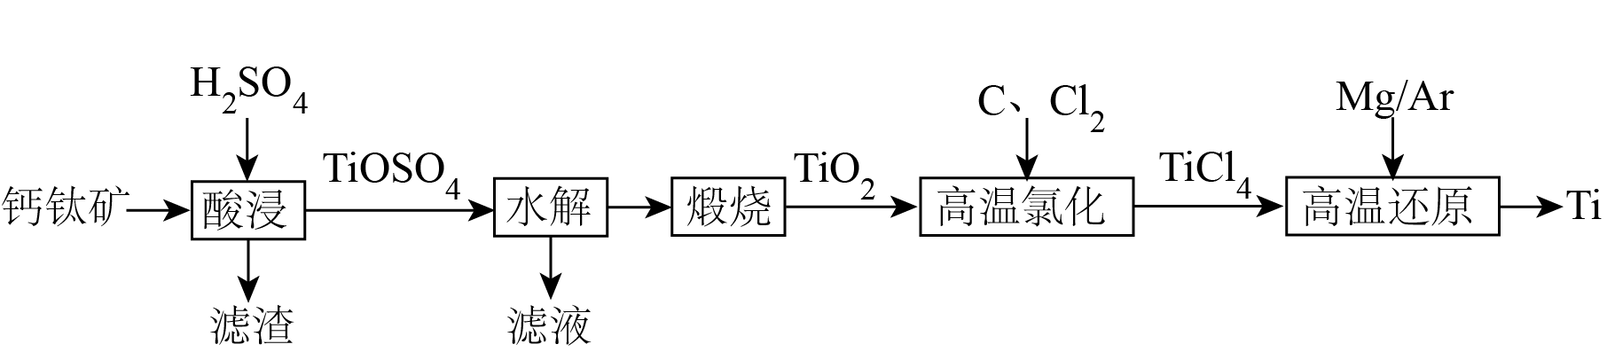 H₂SO₄
C、Cl₂
Mg/Ar
钙钛矿
酸浸
TiOSO₄
水解
煅烧
TiO₂
高温氯化
TiCl₄
高温还原
Ti
滤渣
滤液